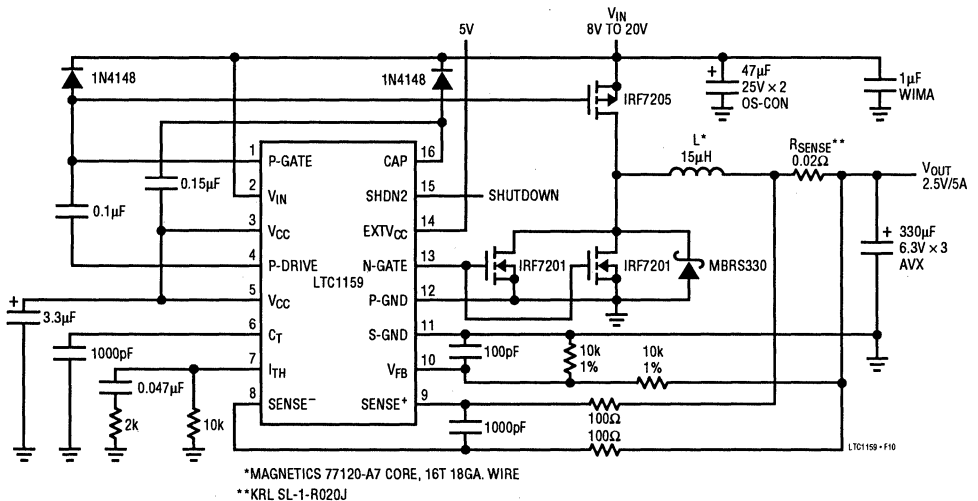 5V
V_IN
8V TO 20V
1N4148
1N4148
IRF7205
+
47µF
25V × 2
OS-CON
1µF
WIMA
L*
15µH
R_SENSE**
0.02Ω
V_OUT
2.5V/5A
0.15µF
0.1µF
1
P-GATE
CAP
16
2
V_IN
SHDN2
15
SHUTDOWN
3
V_CC
EXTV_CC
14
4
P-DRIVE
N-GATE
13
LTC1159
5
V_CC
P-GND
12
6
C_T
S-GND
11
7
I_TH
V_FB
10
8
SENSE⁻
SENSE⁺
9
IRF7201
IRF7201
MBRS330
+
330µF
6.3V × 3
AVX
+
3.3µF
1000pF
0.047µF
2k
10k
100pF
10k
1%
10k
1%
1000pF
100Ω
100Ω
LTC1159 • F10
*MAGNETICS 77120-A7 CORE, 16T 18GA. WIRE
**KRL SL-1-R020J